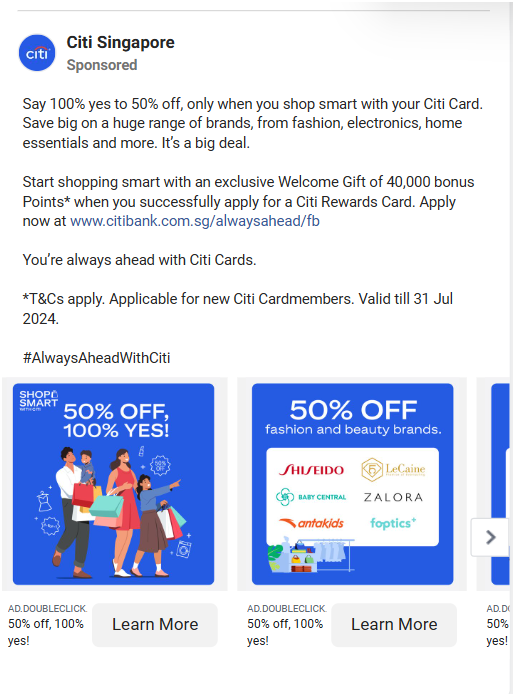 citi
Citi Singapore
Sponsored
Say 100% yes to 50% off, only when you shop smart with your Citi Card.
Save big on a huge range of brands, from fashion, electronics, home
essentials and more. It's a big deal.
Start shopping smart with an exclusive Welcome Gift of 40,000 bonus
Points* when you successfully apply for a Citi Rewards Card. Apply
now at www.citibank.com.sg/alwaysahead/fb
You're always ahead with Citi Cards.
*T&Cs apply. Applicable for new Citi Cardmembers. Valid till 31 Jul
2024.
#AlwaysAheadWithCiti
SHOP
SMART
WITH CITI
50% OFF,
100% YES!
50%
OFF
50% OFF
fashion and beauty brands.
SHISEIDO
LeCaine
BABY CENTRAL
ZALORA
antakids
foptics+
AD.DOUBLECLICK.
50% off, 100%
yes!
Learn More
AD.DOUBLECLICK.
50% off, 100%
yes!
Learn More
AD.D
50%
yes!